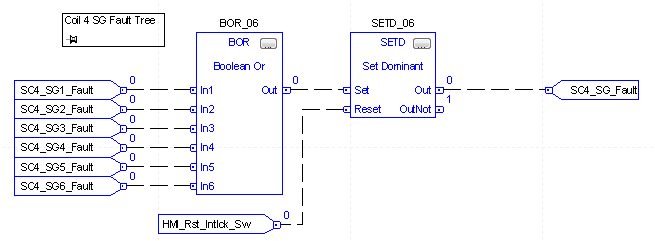 Coil 4 SG Fault Tree
BOR_06
BOR
...
Boolean Or
SC4_SG1_Fault
0
In1
SC4_SG2_Fault
0
In2
SC4_SG3_Fault
0
In3
SC4_SG4_Fault
0
In4
SC4_SG5_Fault
0
In5
SC4_SG6_Fault
0
In6
Out
0
SETD_06
SETD
...
Set Dominant
Set
Out
0
Reset
OutNot
1
SC4_SG_Fault
HMI_Rst_Intlck_Sw
0